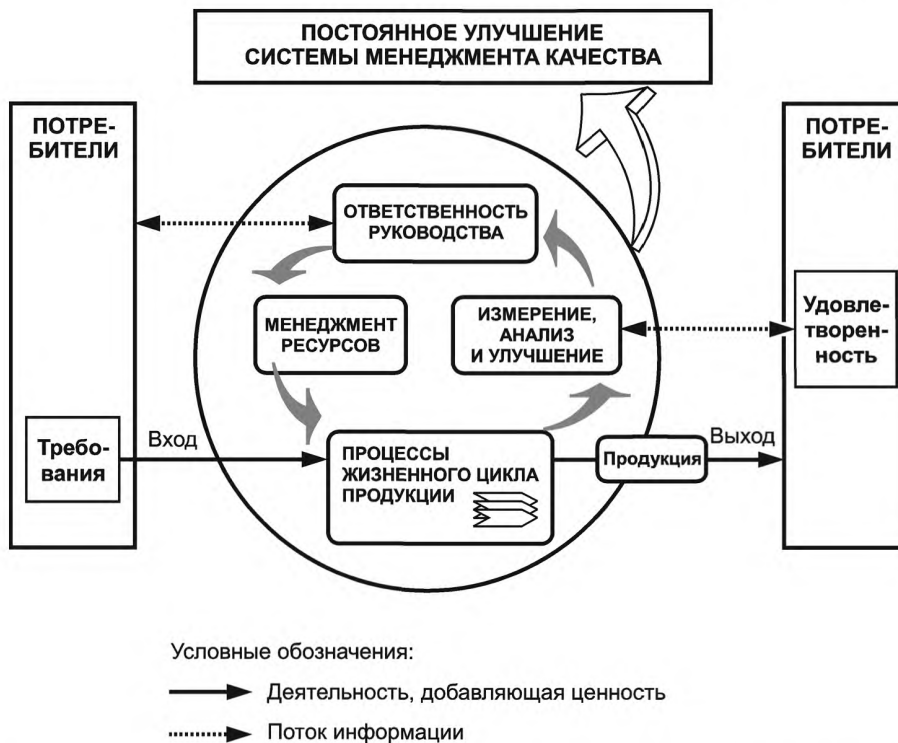 ПОСТОЯННОЕ УЛУЧШЕНИЕ
СИСТЕМЫ МЕНЕДЖМЕНТА КАЧЕСТВА
ПОТРЕ-
БИТЕЛИ
ПОТРЕ-
БИТЕЛИ
ОТВЕТСТВЕННОСТЬ
РУКОВОДСТВА
МЕНЕДЖМЕНТ
РЕСУРСОВ
ИЗМЕРЕНИЕ,
АНАЛИЗ
И УЛУЧШЕНИЕ
Удовле-
творен-
ность
Требо-
вания
Вход
ПРОЦЕССЫ
ЖИЗНЕННОГО ЦИКЛА
ПРОДУКЦИИ
Продукция
Выход
Условные обозначения:
Деятельность, добавляющая ценность
Поток информации